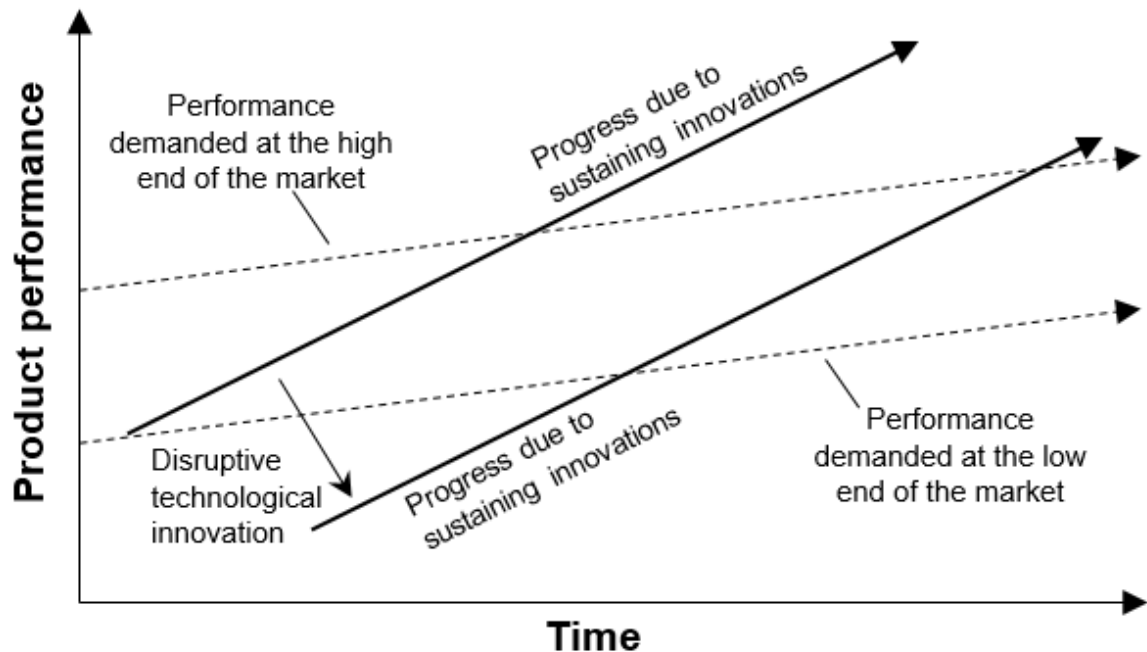 Product performance
Performance
demanded at the high
end of the market
Progress due to
sustaining innovations
Disruptive
technological
innovation
Progress due to
sustaining innovations
Performance
demanded at the low
end of the market
Time